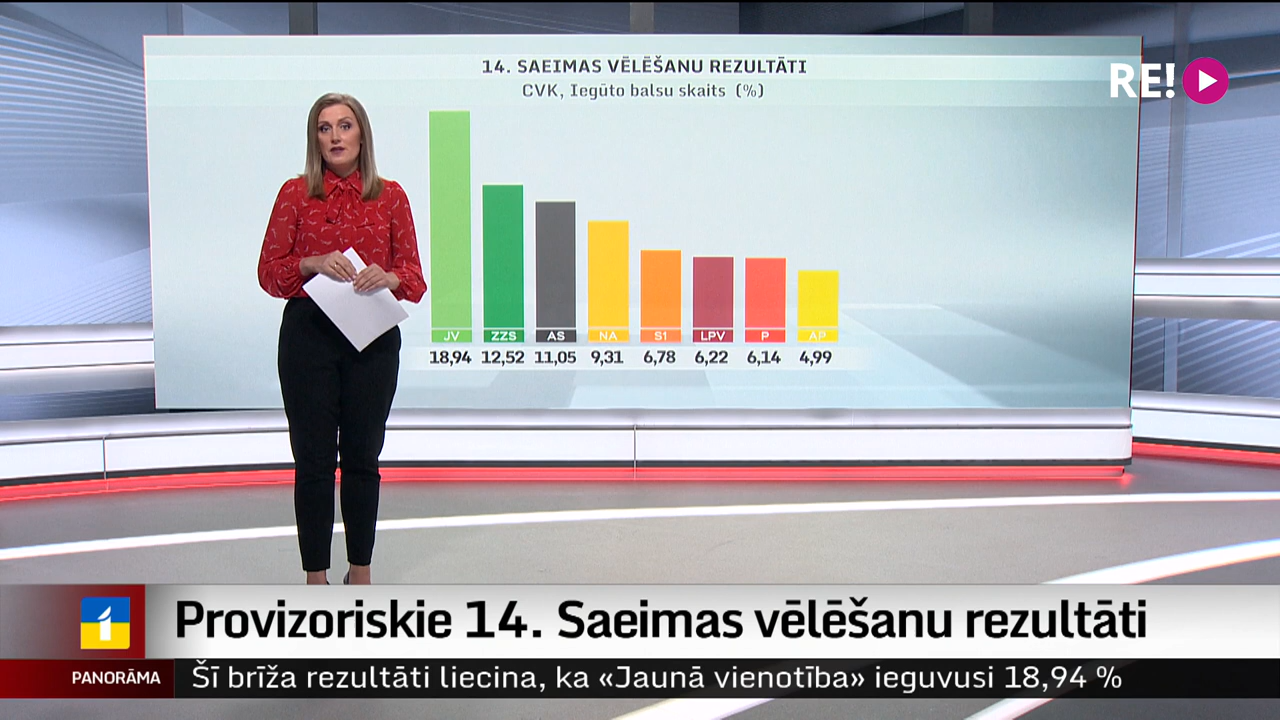 14. SAEIMAS VĒLĒŠANU REZULTĀTI
CVK, Iegūto balsu skaits (%)
RE!
JV ZZS AS NA S1 LPV P AP
18,94 12,52 11,05 9,31 6,78 6,22 6,14 4,99
1
Provizoriskie 14. Saeimas vēlēšanu rezultāti
PANORĀMA
Šī brīža rezultāti liecina, ka «Jaunā vienotība» ieguvusi 18,94 %